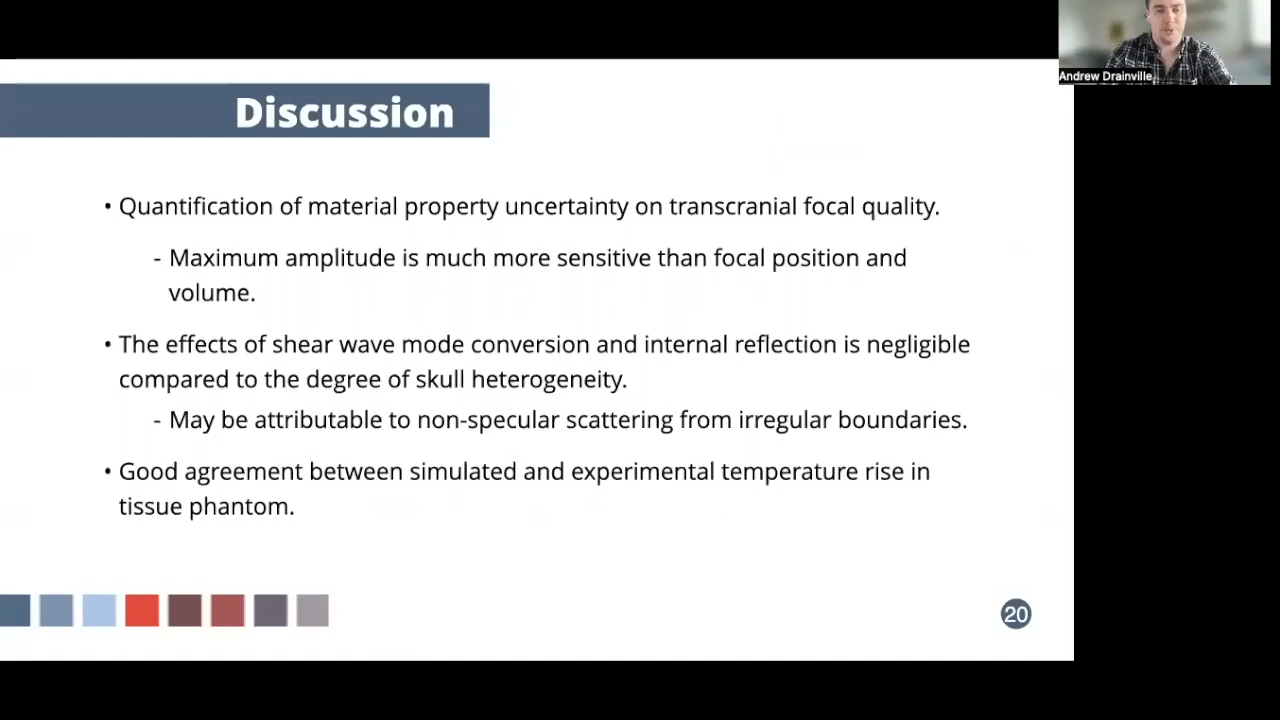 Andrew Drainville
Discussion
• Quantification of material property uncertainty on transcranial focal quality.
- Maximum amplitude is much more sensitive than focal position and
volume.
• The effects of shear wave mode conversion and internal reflection is negligible
compared to the degree of skull heterogeneity.
- May be attributable to non-specular scattering from irregular boundaries.
• Good agreement between simulated and experimental temperature rise in
tissue phantom.
20